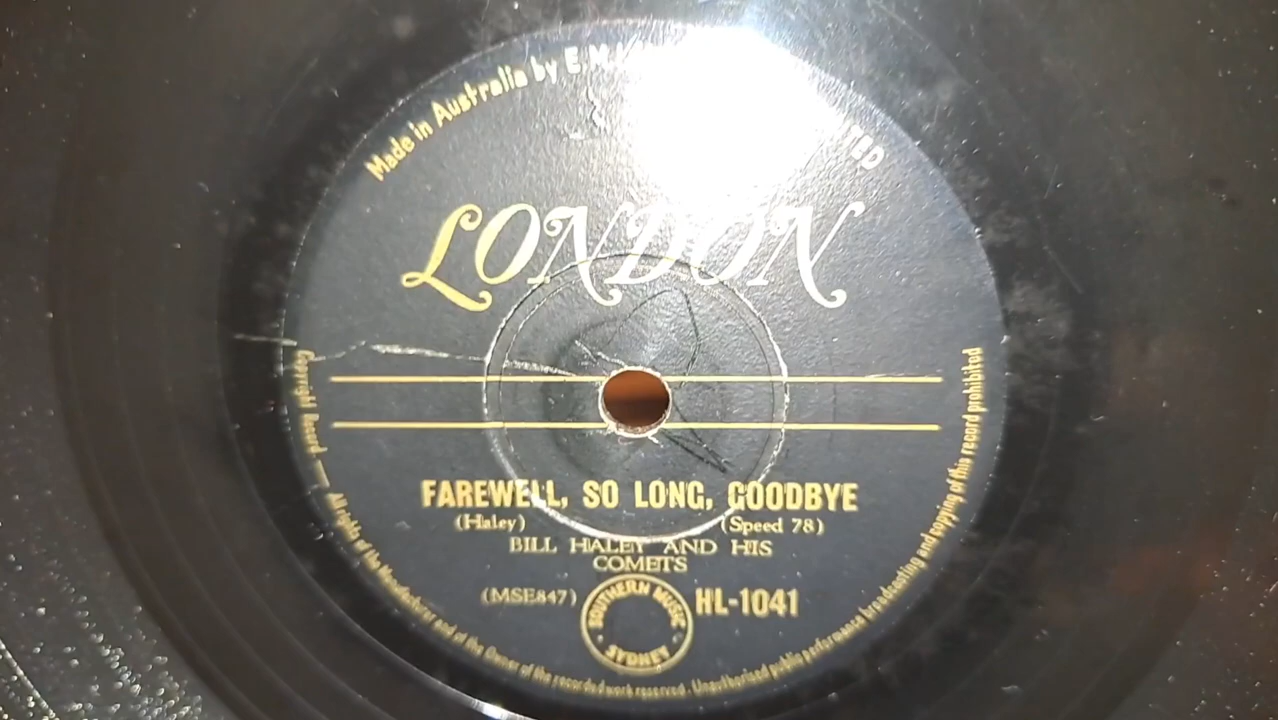 Made in Australia by E.M.I.
LONDON
FAREWELL, SO LONG, GOODBYE
(Haley) (Speed 78)
BILL HALEY AND HIS
COMETS
(MSE847) HL-1041
SOUTHERN MUSIC
SYDNEY
Copyright Record — All rights of the Manufacturer and of the Owner of the recorded work reserved. Unauthorised public performance broadcasting and copying of this record prohibited